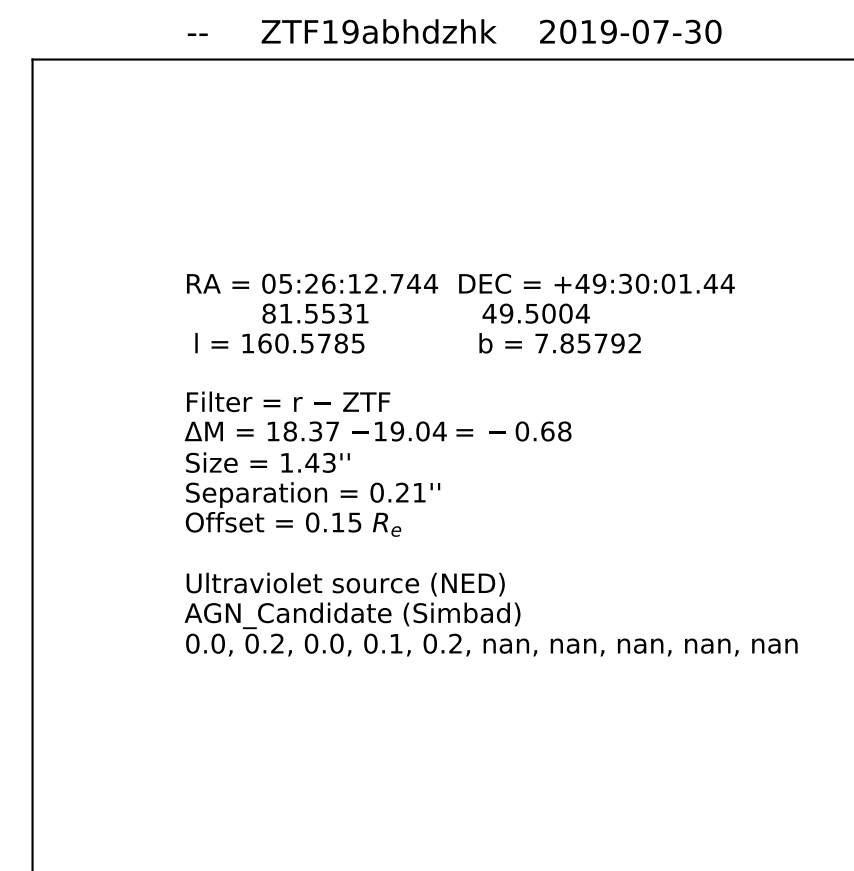 -- ZTF19abhdzhk 2019-07-30
RA = 05:26:12.744 DEC = +49:30:01.44
81.5531 49.5004
l = 160.5785 b = 7.85792
Filter = r − ZTF
ΔM = 18.37 −19.04 = − 0.68
Size = 1.43''
Separation = 0.21''
Offset = 0.15 Re
Ultraviolet source (NED)
AGN_Candidate (Simbad)
0.0, 0.2, 0.0, 0.1, 0.2, nan, nan, nan, nan, nan